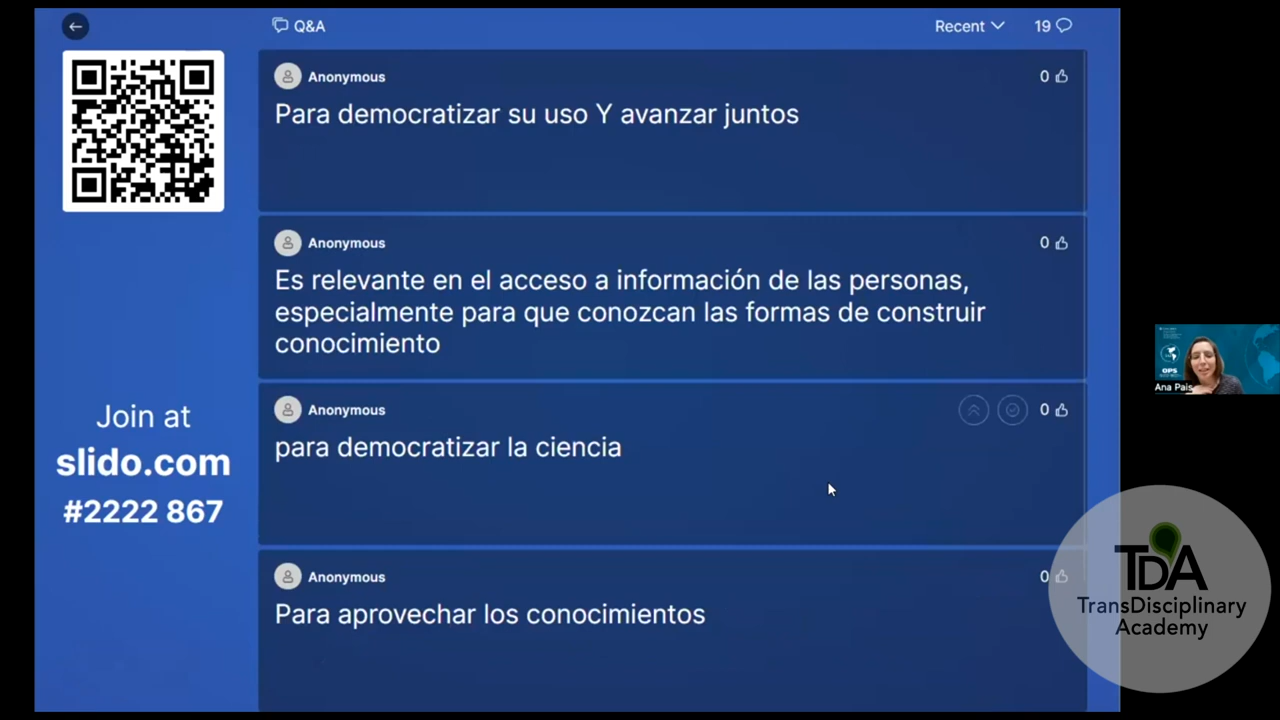 Q&A
Recent
19
Anonymous
0
Para democratizar su uso Y avanzar juntos
Anonymous
0
Es relevante en el acceso a información de las personas,
especialmente para que conozcan las formas de construir
conocimiento
Join at
slido.com
#2222 867
Anonymous
0
para democratizar la ciencia
Anonymous
0
Para aprovechar los conocimientos
OPS
Ana Pais
TDA
TransDisciplinary
Academy